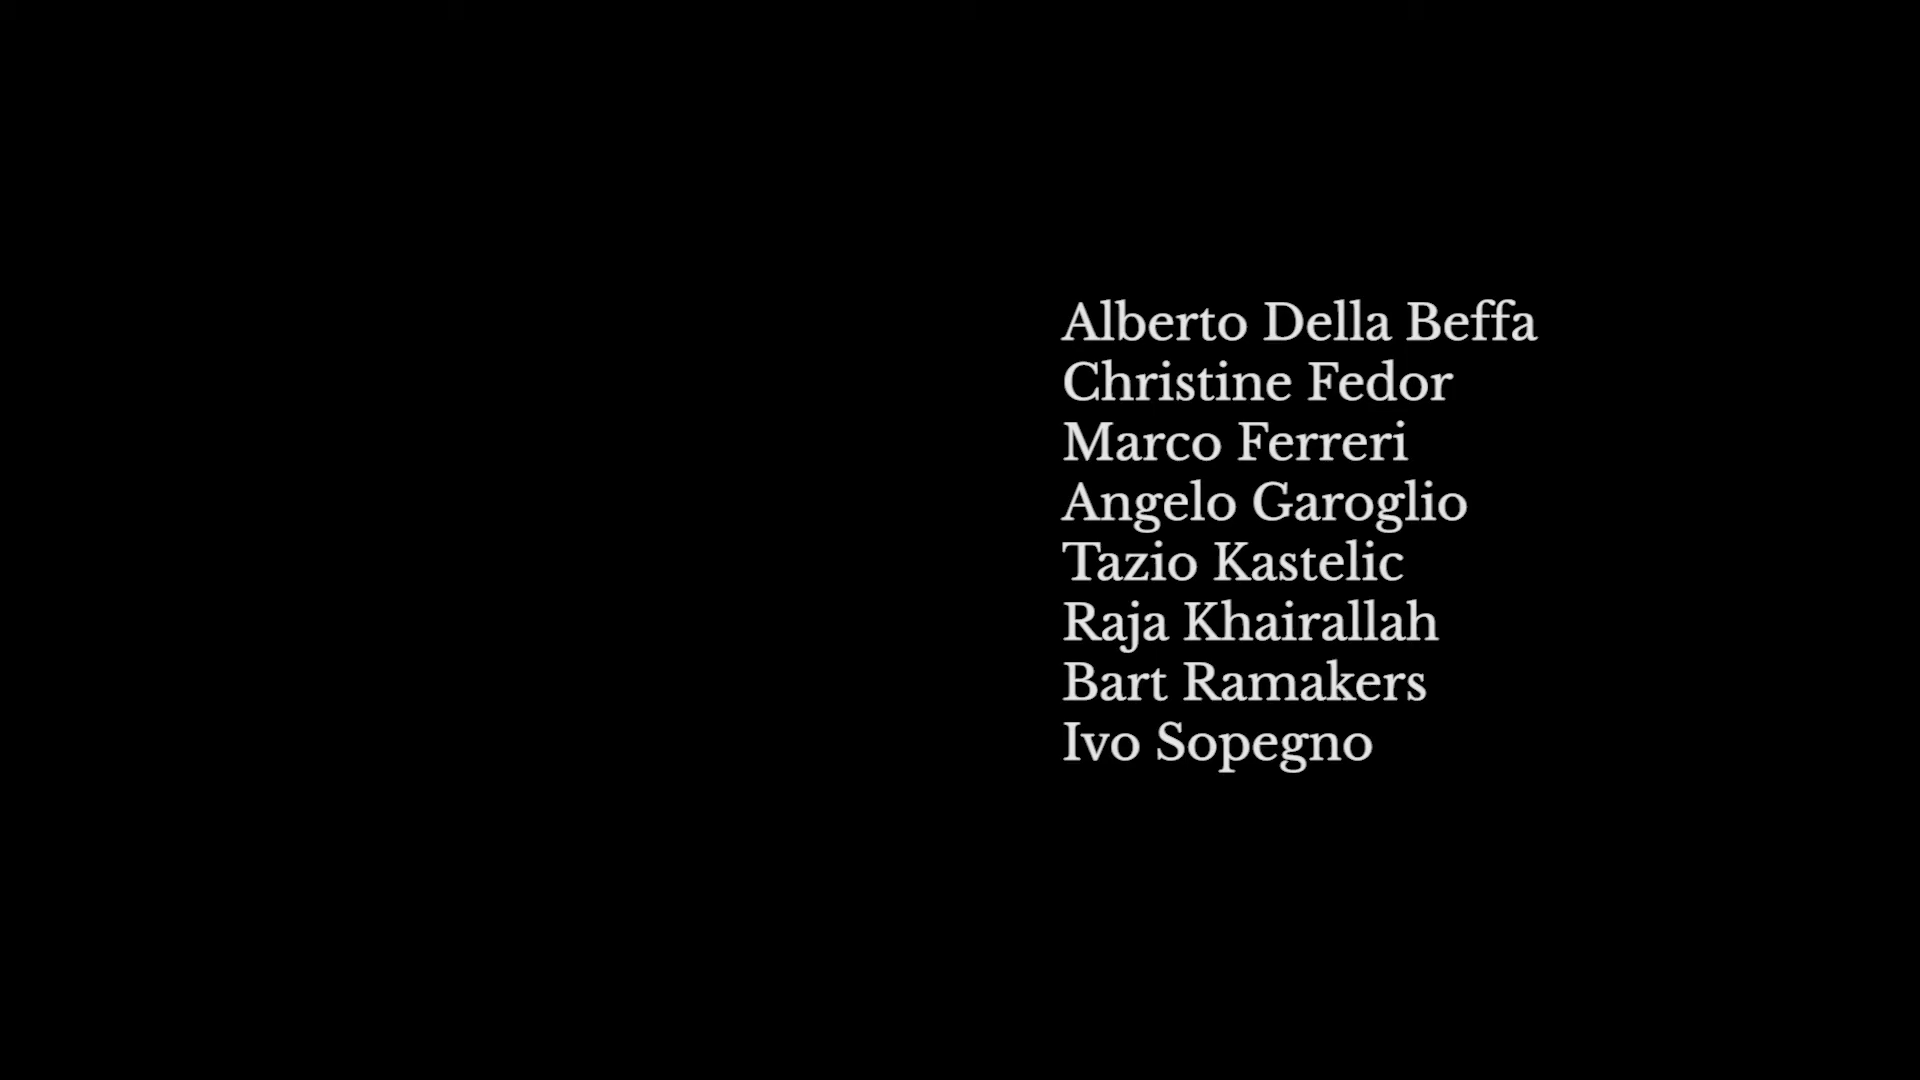 Alberto Della Beffa
Christine Fedor
Marco Ferreri
Angelo Garoglio
Tazio Kastelic
Raja Khairallah
Bart Ramakers
Ivo Sopegno